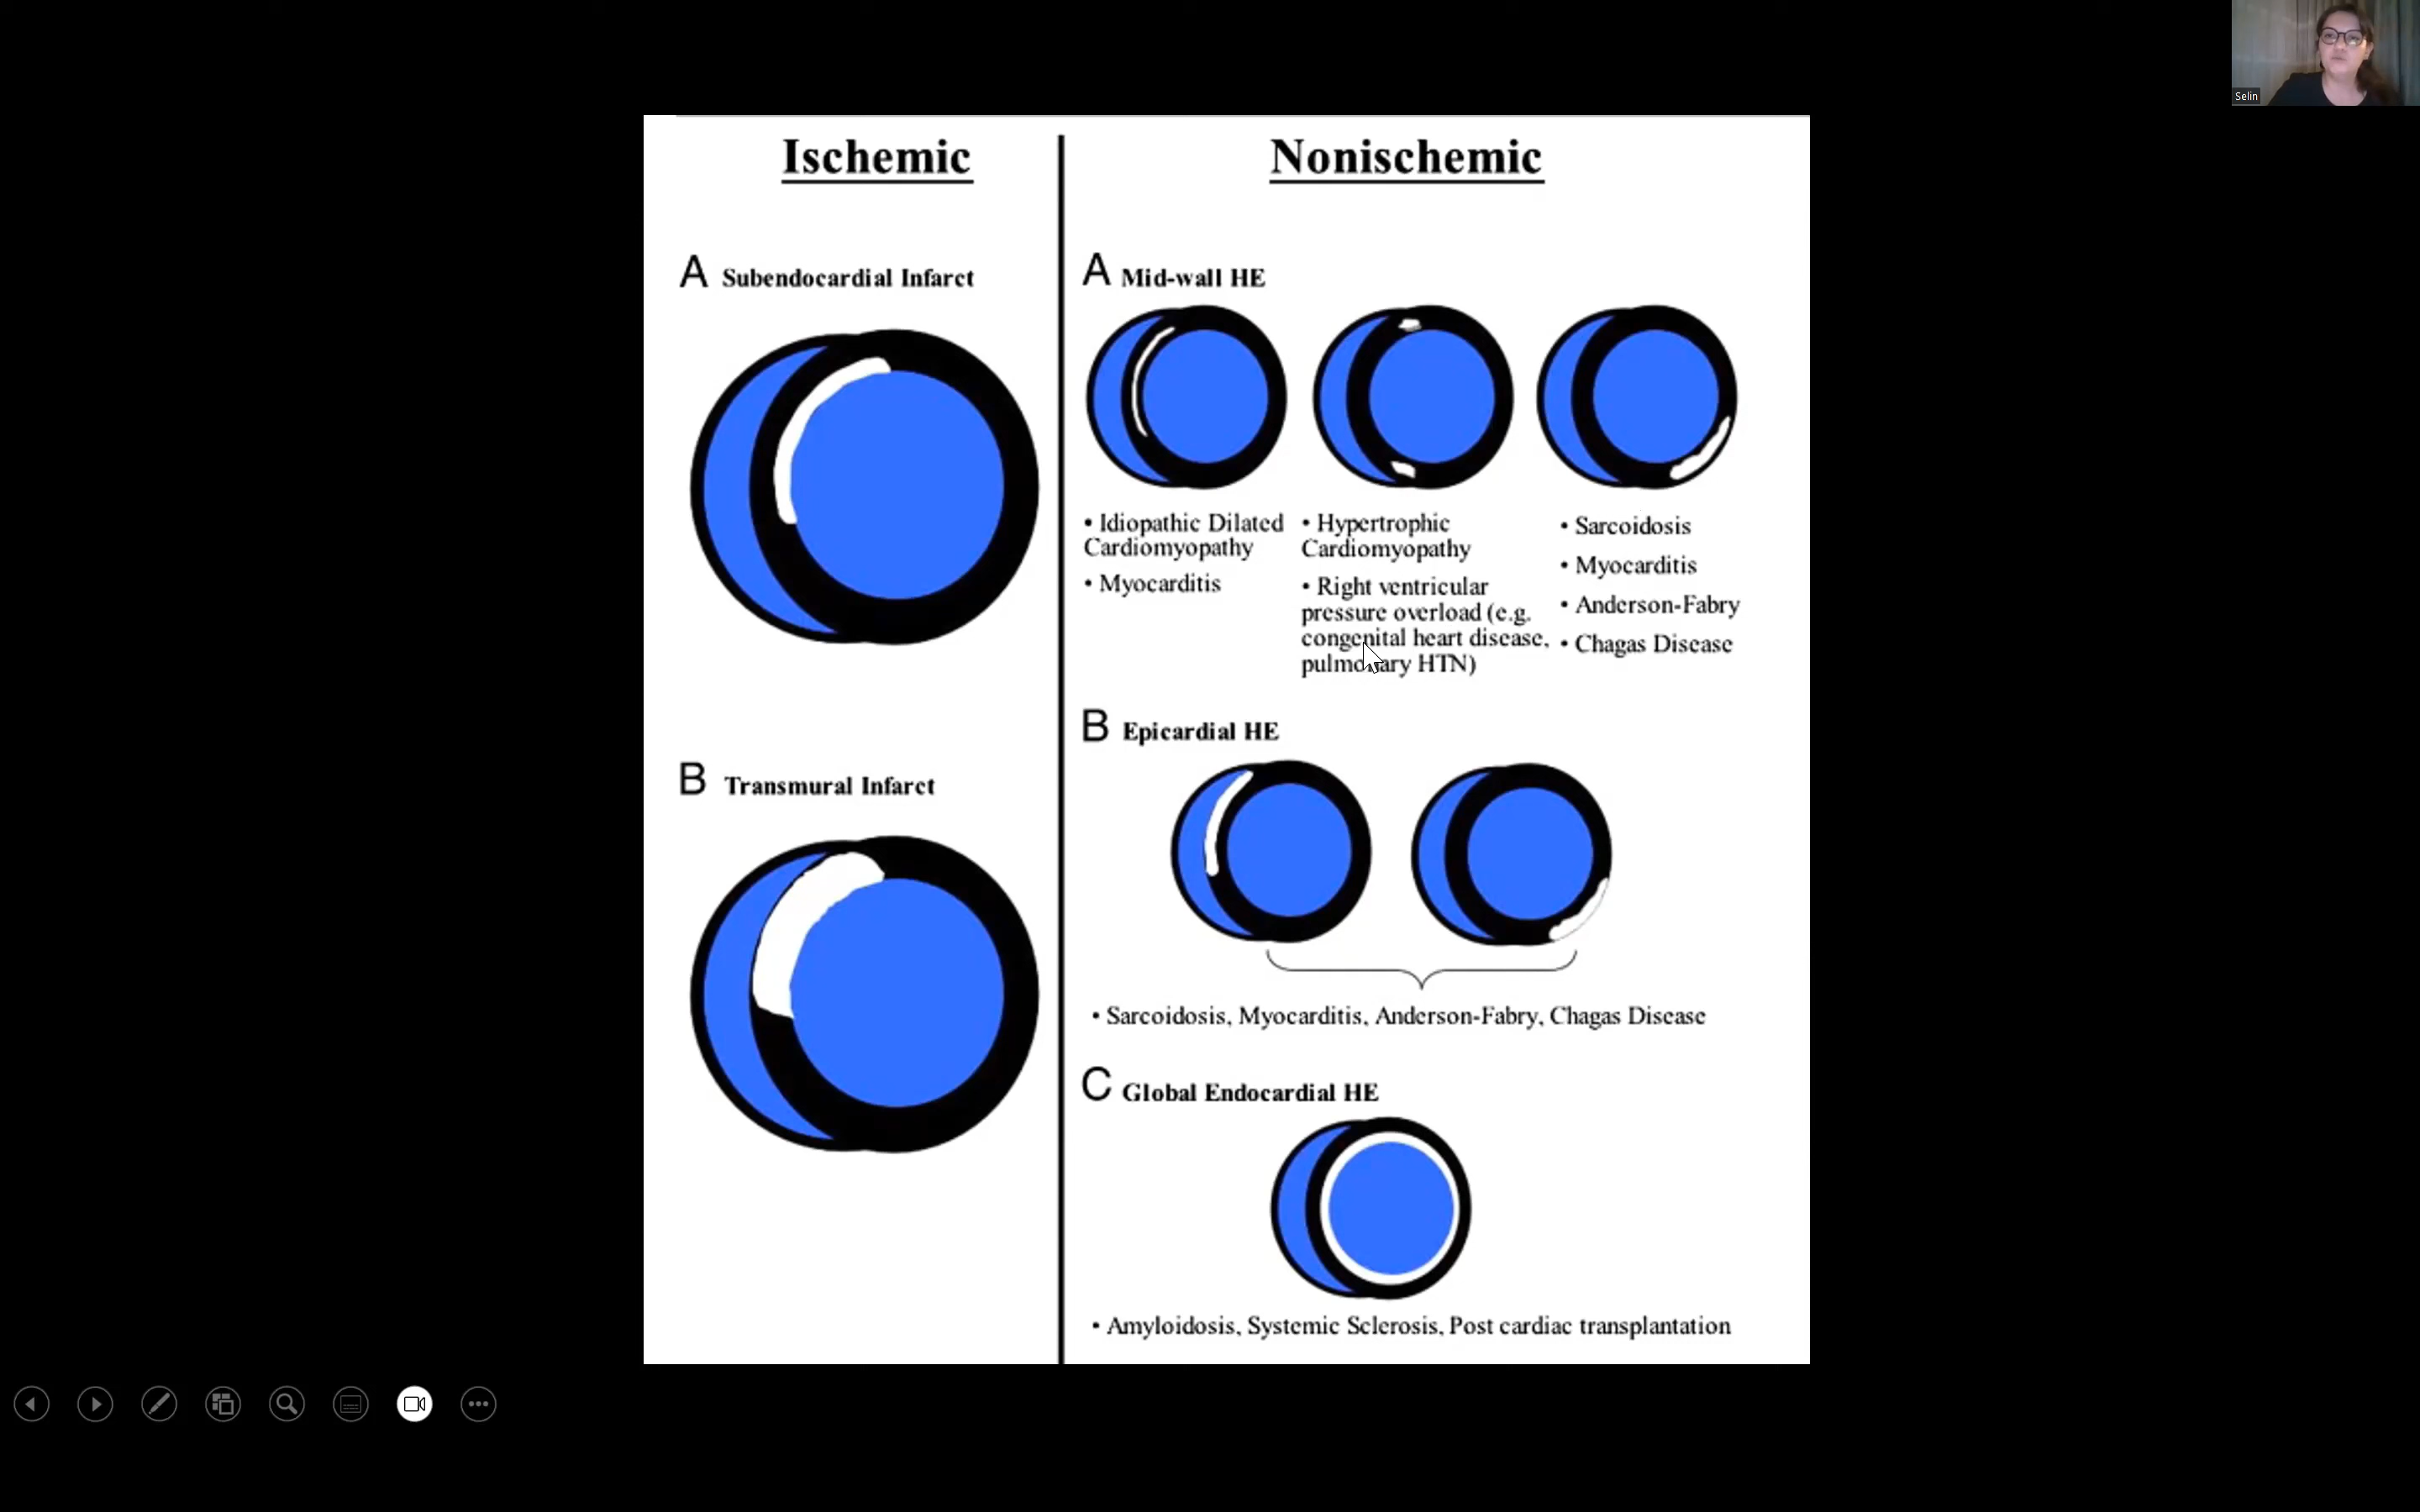 Selin
Ischemic
A Subendocardial Infarct
B Transmural Infarct
Nonischemic
A Mid-wall HE
• Idiopathic Dilated
Cardiomyopathy
• Myocarditis
• Hypertrophic
Cardiomyopathy
• Right ventricular
pressure overload (e.g.
congenital heart disease,
pulmonary HTN)
• Sarcoidosis
• Myocarditis
• Anderson-Fabry
• Chagas Disease
B Epicardial HE
• Sarcoidosis, Myocarditis, Anderson-Fabry, Chagas Disease
C Global Endocardial HE
• Amyloidosis, Systemic Sclerosis, Post cardiac transplantation